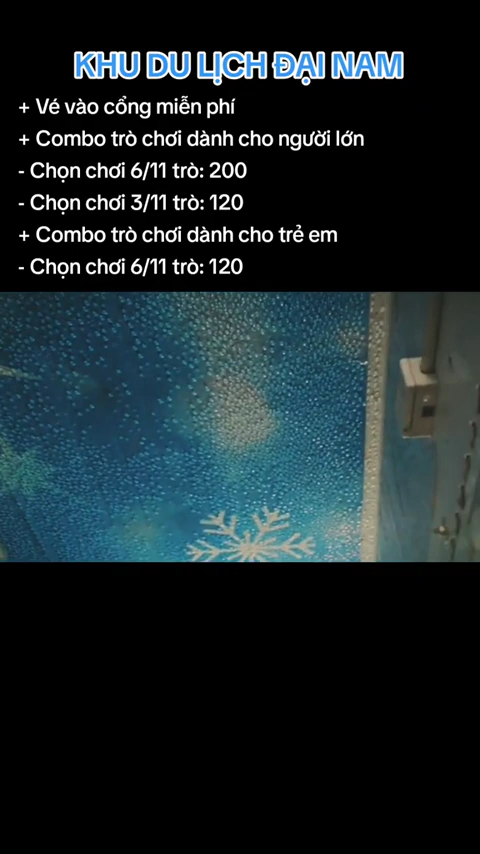 KHU DU LỊCH ĐẠI NAM
+ Vé vào cổng miễn phí
+ Combo trò chơi dành cho người lớn
- Chọn chơi 6/11 trò: 200
- Chọn chơi 3/11 trò: 120
+ Combo trò chơi dành cho trẻ em
- Chọn chơi 6/11 trò: 120